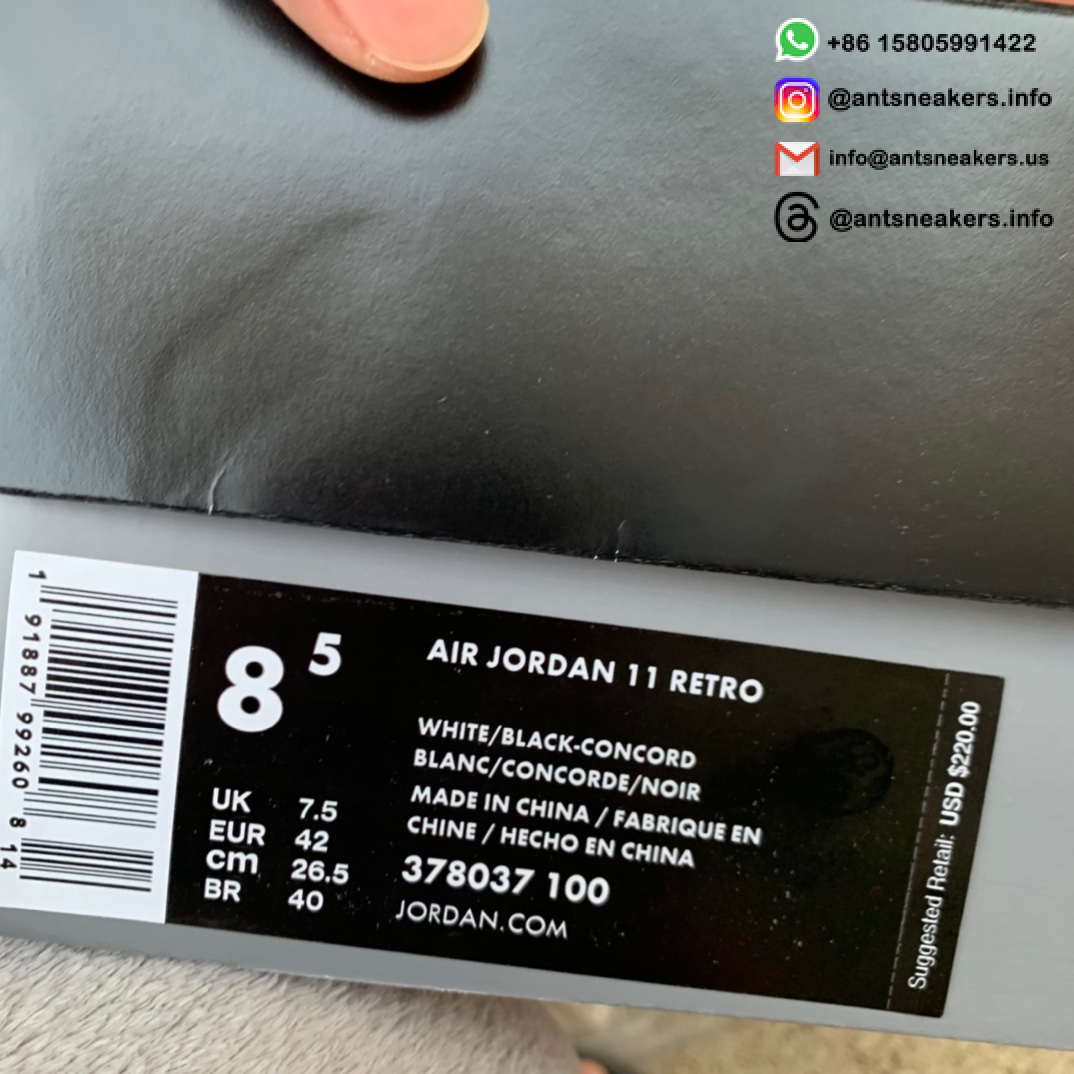 +86 15805991422
@antsneakers.info
info@antsneakers.us
@antsneakers.info
8 5
AIR JORDAN 11 RETRO
WHITE/BLACK-CONCORD
BLANC/CONCORDE/NOIR
MADE IN CHINA / FABRIQUE EN
CHINE / HECHO EN CHINA
378037 100
JORDAN.COM
UK 7.5
EUR 42
cm 26.5
BR 40
Suggested Retail: USD $220.00
1 91887 99260 8 14